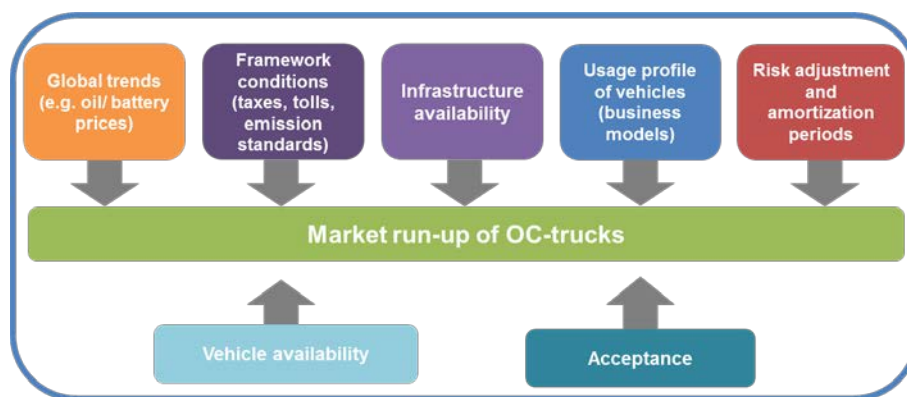 Global trends
(e.g. oil/ battery
prices)
Framework
conditions
(taxes, tolls,
emission
standards)
Infrastructure
availability
Usage profile
of vehicles
(business
models)
Risk adjustment
and
amortization
periods
Market run-up of OC-trucks
Vehicle availability
Acceptance